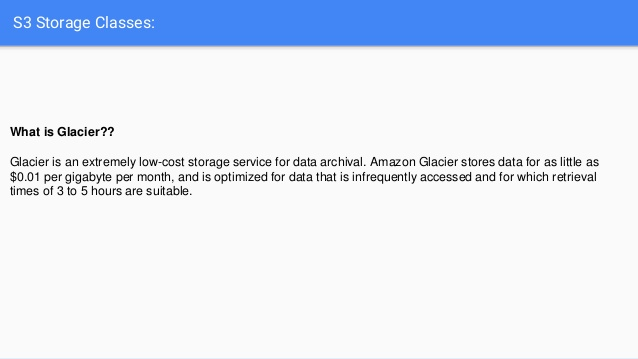 S3 Storage Classes:
What is Glacier??
Glacier is an extremely low-cost storage service for data archival. Amazon Glacier stores data for as little as
$0.01 per gigabyte per month, and is optimized for data that is infrequently accessed and for which retrieval
times of 3 to 5 hours are suitable.